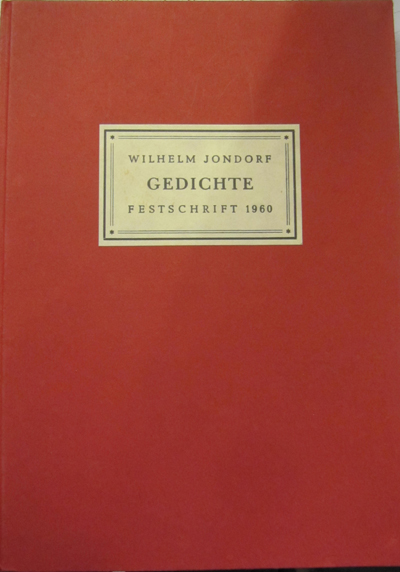 WILHELM JONDORF
GEDICHTE
FESTSCHRIFT 1960